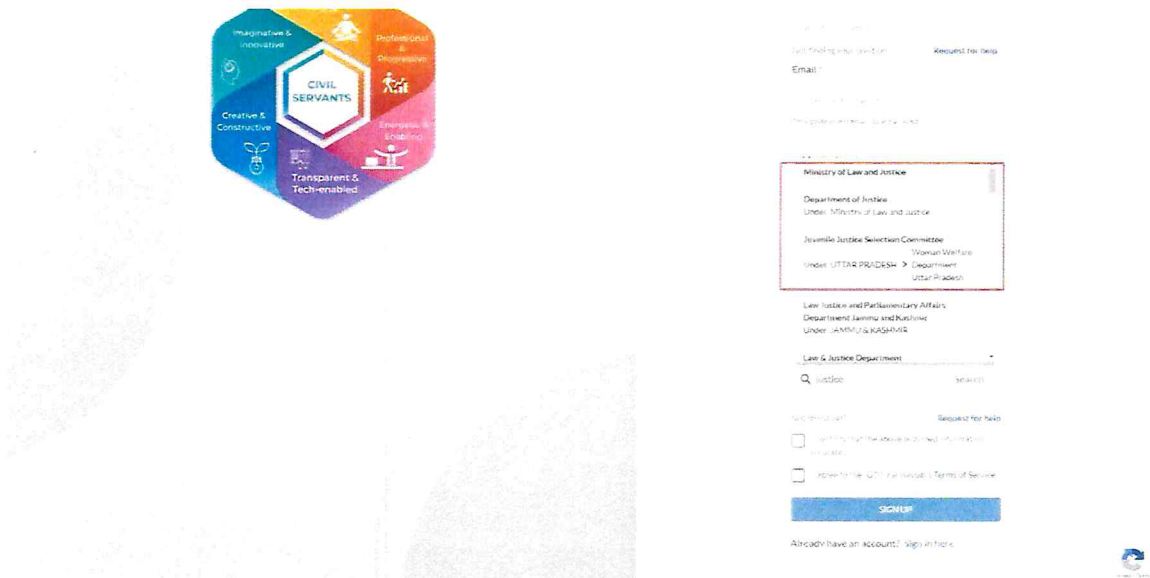 Imaginative &
Innovative
Professional
&
Progressive
CIVIL
SERVANTS
Creative &
Constructive
Energetic &
Enabling
Transparent &
Tech-enabled
Request for help
Email
Ministry of Law and Justice
Department of Justice
Under Ministry of Law and Justice
Juvenile Justice Selection Committee
Under UTTAR PRADESH > Woman Welfare
Department
Uttar Pradesh
Law Justice and Parliamentary Affairs
Department Jammu and Kashmir
Under JAMMU & KASHMIR
Law & Justice Department
Justice
Search
Request for help
Terms of Service
SIGN UP
Already have an account? Sign in here